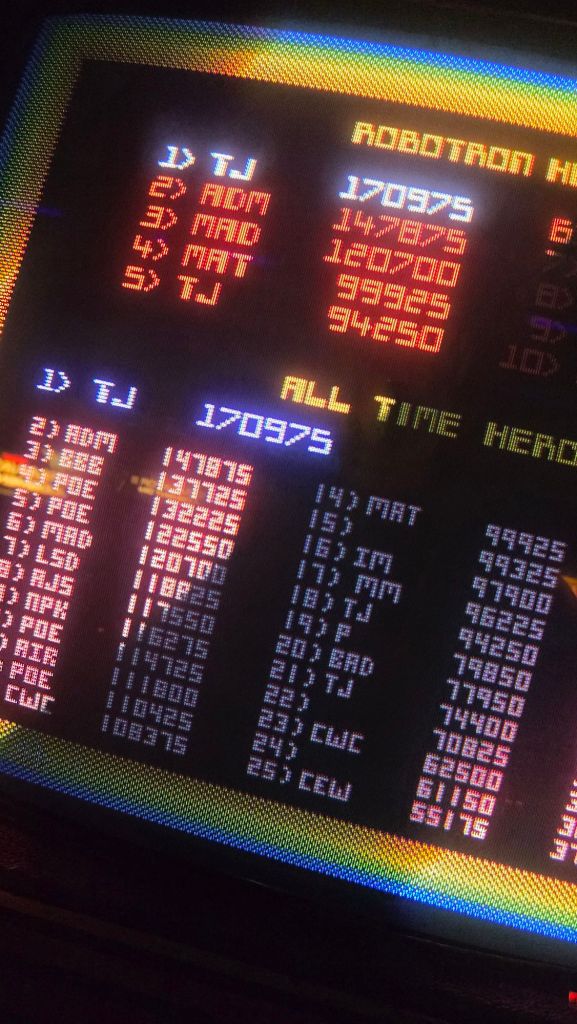 ROBOTRON HE
1) TJ 170975
2) ADM 147875 6
3) MAD 120700
4) MAT 99925 8)
5) TJ 94250 9)
10)
ALL TIME HERO
1) TJ 170975
2) ADM 147875
3) BBB 137725
4) POE 132225
5) POE 122550
6) MAD 120700
7) LSD
8) AJS 117550
) NPK 116275
) POE 114725
) AIR 111800
POE 110425
CWC 108375
14) MAT 99925
15) 99325
16) IM 97900
17) MM 96225
18) TJ 94250
19) P 79850
20) BAD 77950
21) TJ 74400
22) 70825
23) CWC 62500
24) 61150
25) CEW 55175